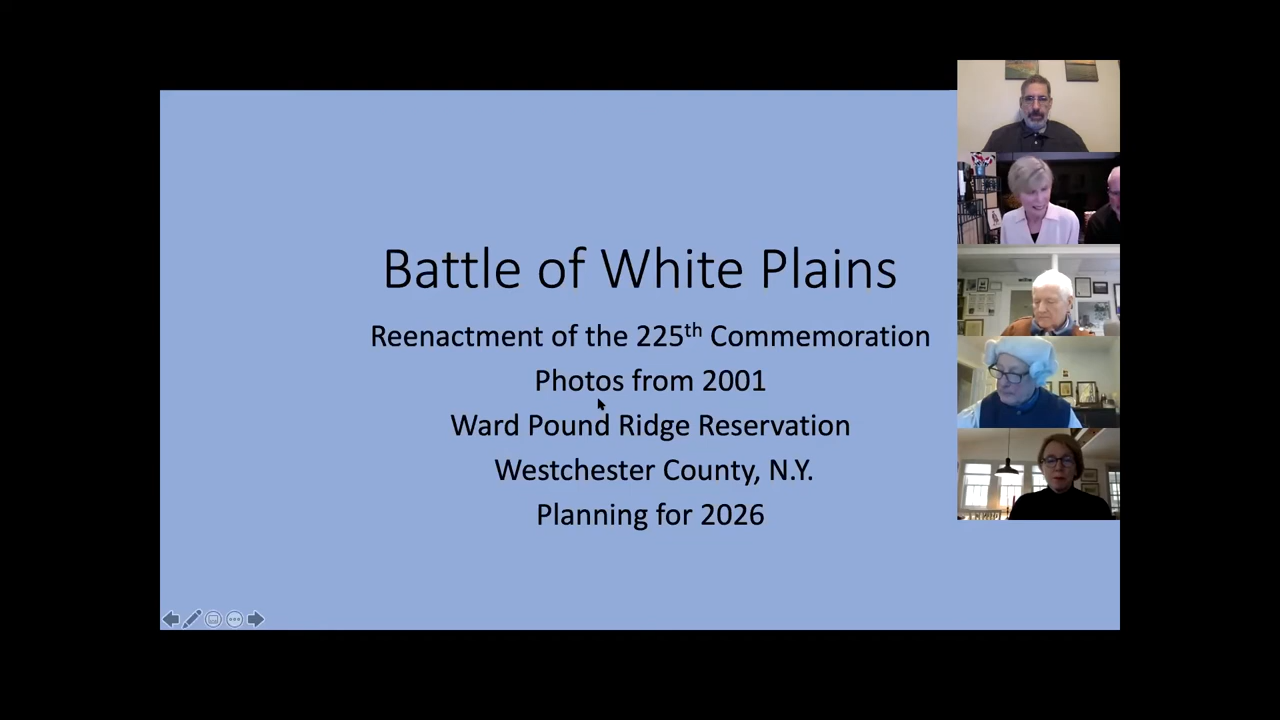 Battle of White Plains
Reenactment of the 225th Commemoration
Photos from 2001
Ward Pound Ridge Reservation
Westchester County, N.Y.
Planning for 2026